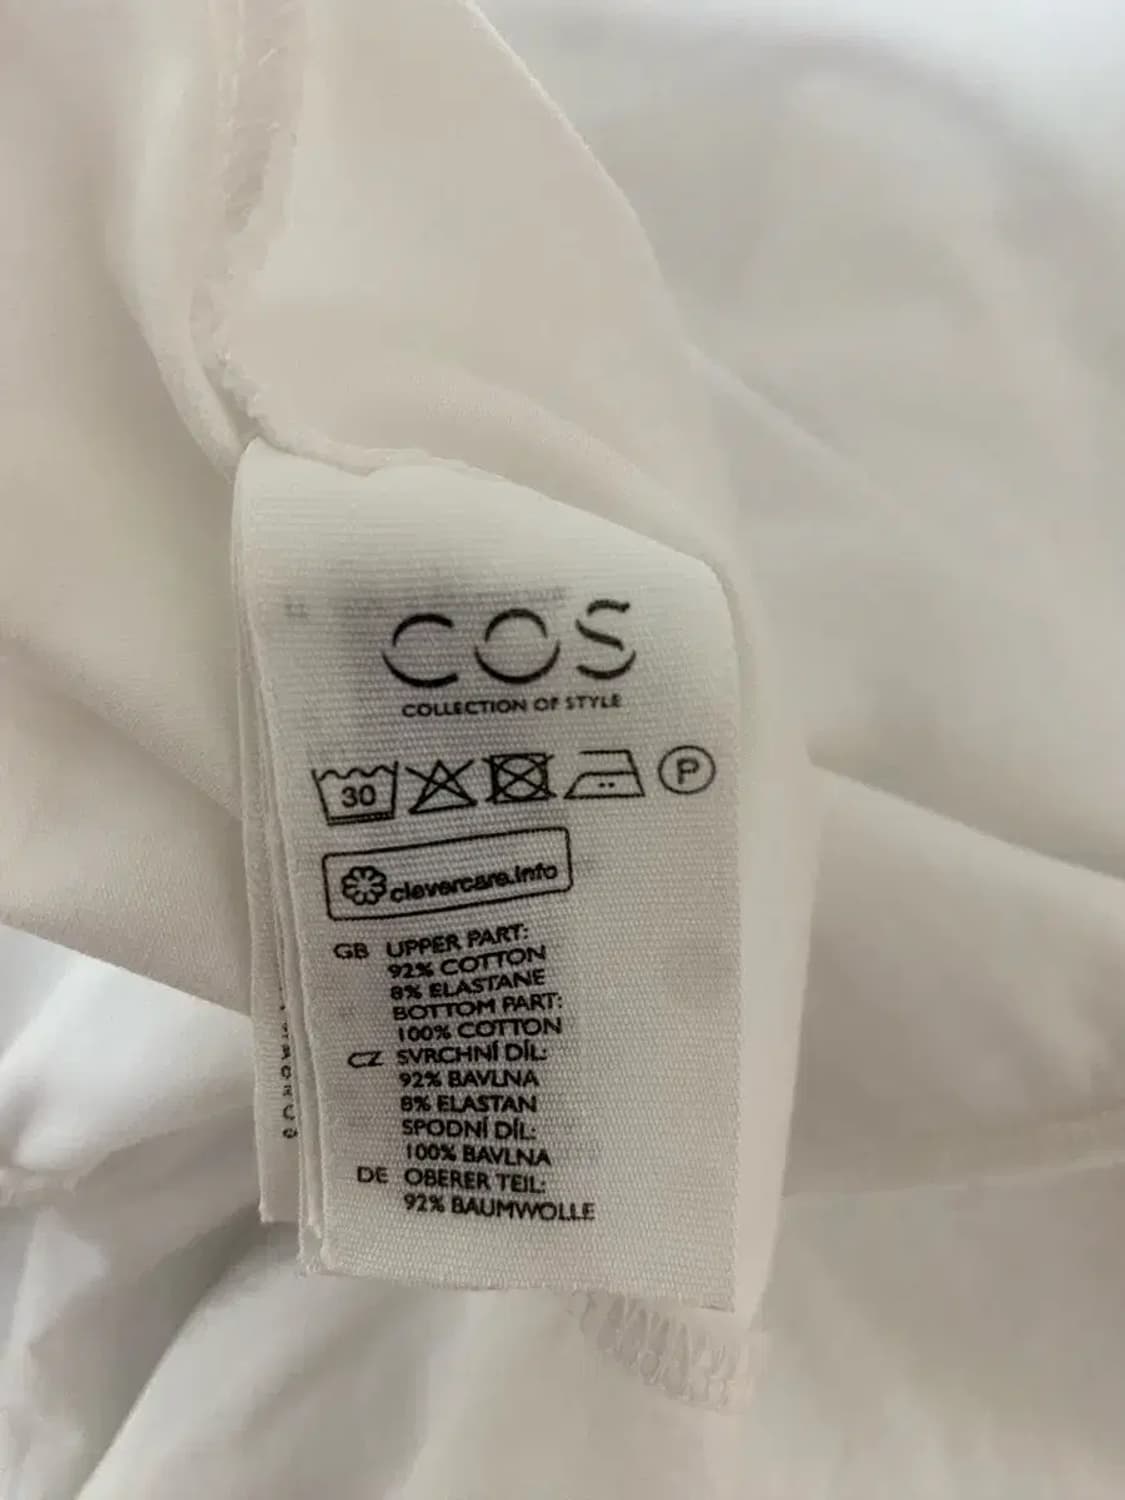 COS
COLLECTION OF STYLE
30 P
clevercare.info
GB UPPER PART:
92% COTTON
8% ELASTANE
BOTTOM PART:
100% COTTON
CZ SVRCHNÍ DÍL:
92% BAVLNA
8% ELASTAN
SPODNÍ DÍL:
100% BAVLNA
DE OBERER TEIL:
92% BAUMWOLLE